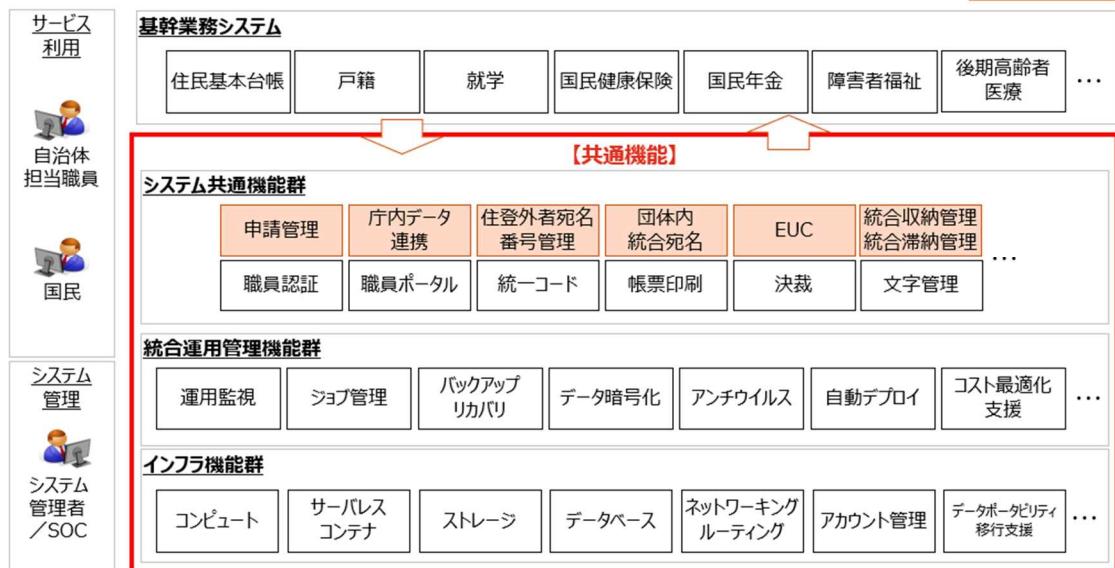 サービス
利用
自治体
担当職員
国民
システム
管理
システム
管理者
／SOC
基幹業務システム
住民基本台帳
戸籍
就学
国民健康保険
国民年金
障害者福祉
後期高齢者
医療
…
【共通機能】
システム共通機能群
申請管理
庁内データ
連携
住登外者宛名
番号管理
団体内
統合宛名
EUC
統合収納管理
統合滞納管理
職員認証
職員ポータル
統一コード
帳票印刷
決裁
文字管理
…
統合運用管理機能群
運用監視
ジョブ管理
バックアップ
リカバリ
データ暗号化
アンチウイルス
自動デプロイ
コスト最適化
支援
…
インフラ機能群
コンピュート
サーバレス
コンテナ
ストレージ
データベース
ネットワーキング
ルーティング
アカウント管理
データポータビリティ
移行支援
…